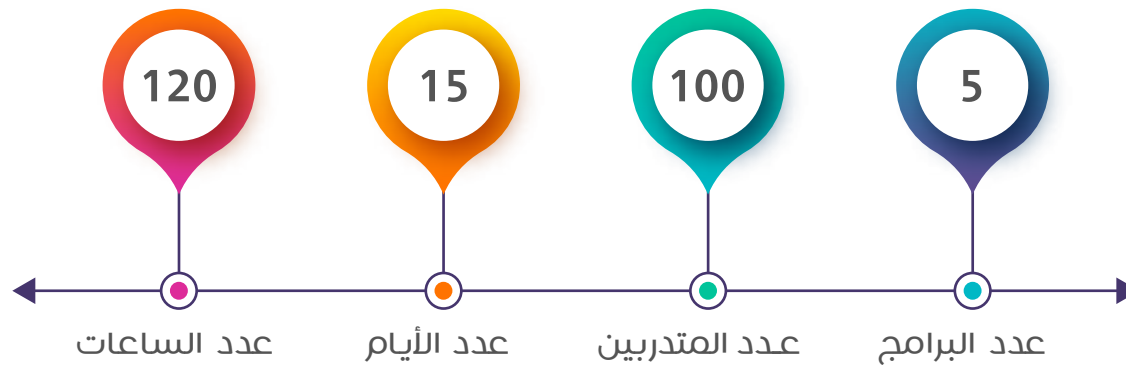 5
100
15
120
عدد البرامج
عدد المتدربين
عدد الأيام
عدد الساعات